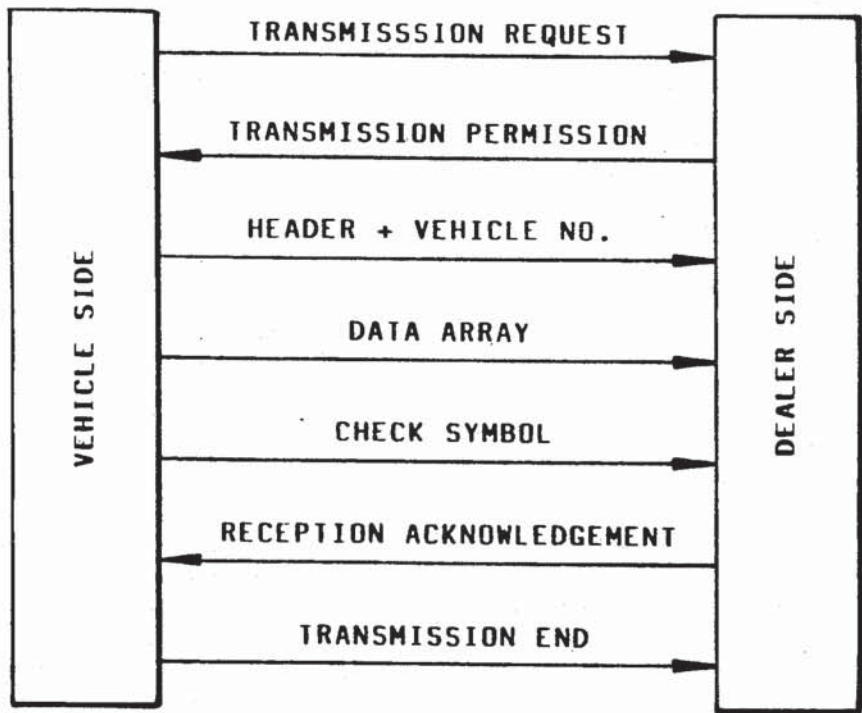 TRANSMISSSION REQUEST
TRANSMISSION PERMISSION
HEADER + VEHICLE NO.
DATA ARRAY
CHECK SYMBOL
RECEPTION ACKNOWLEDGEMENT
TRANSMISSION END
VEHICLE SIDE
DEALER SIDE